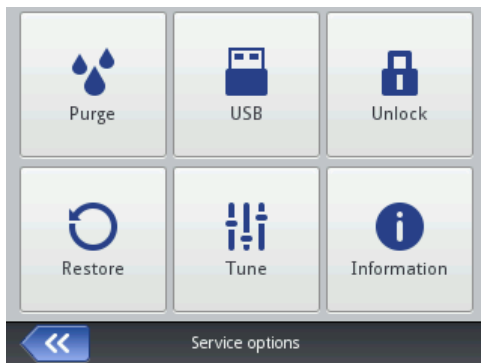 Purge
USB
Unlock
Restore
Tune
Information
Service options